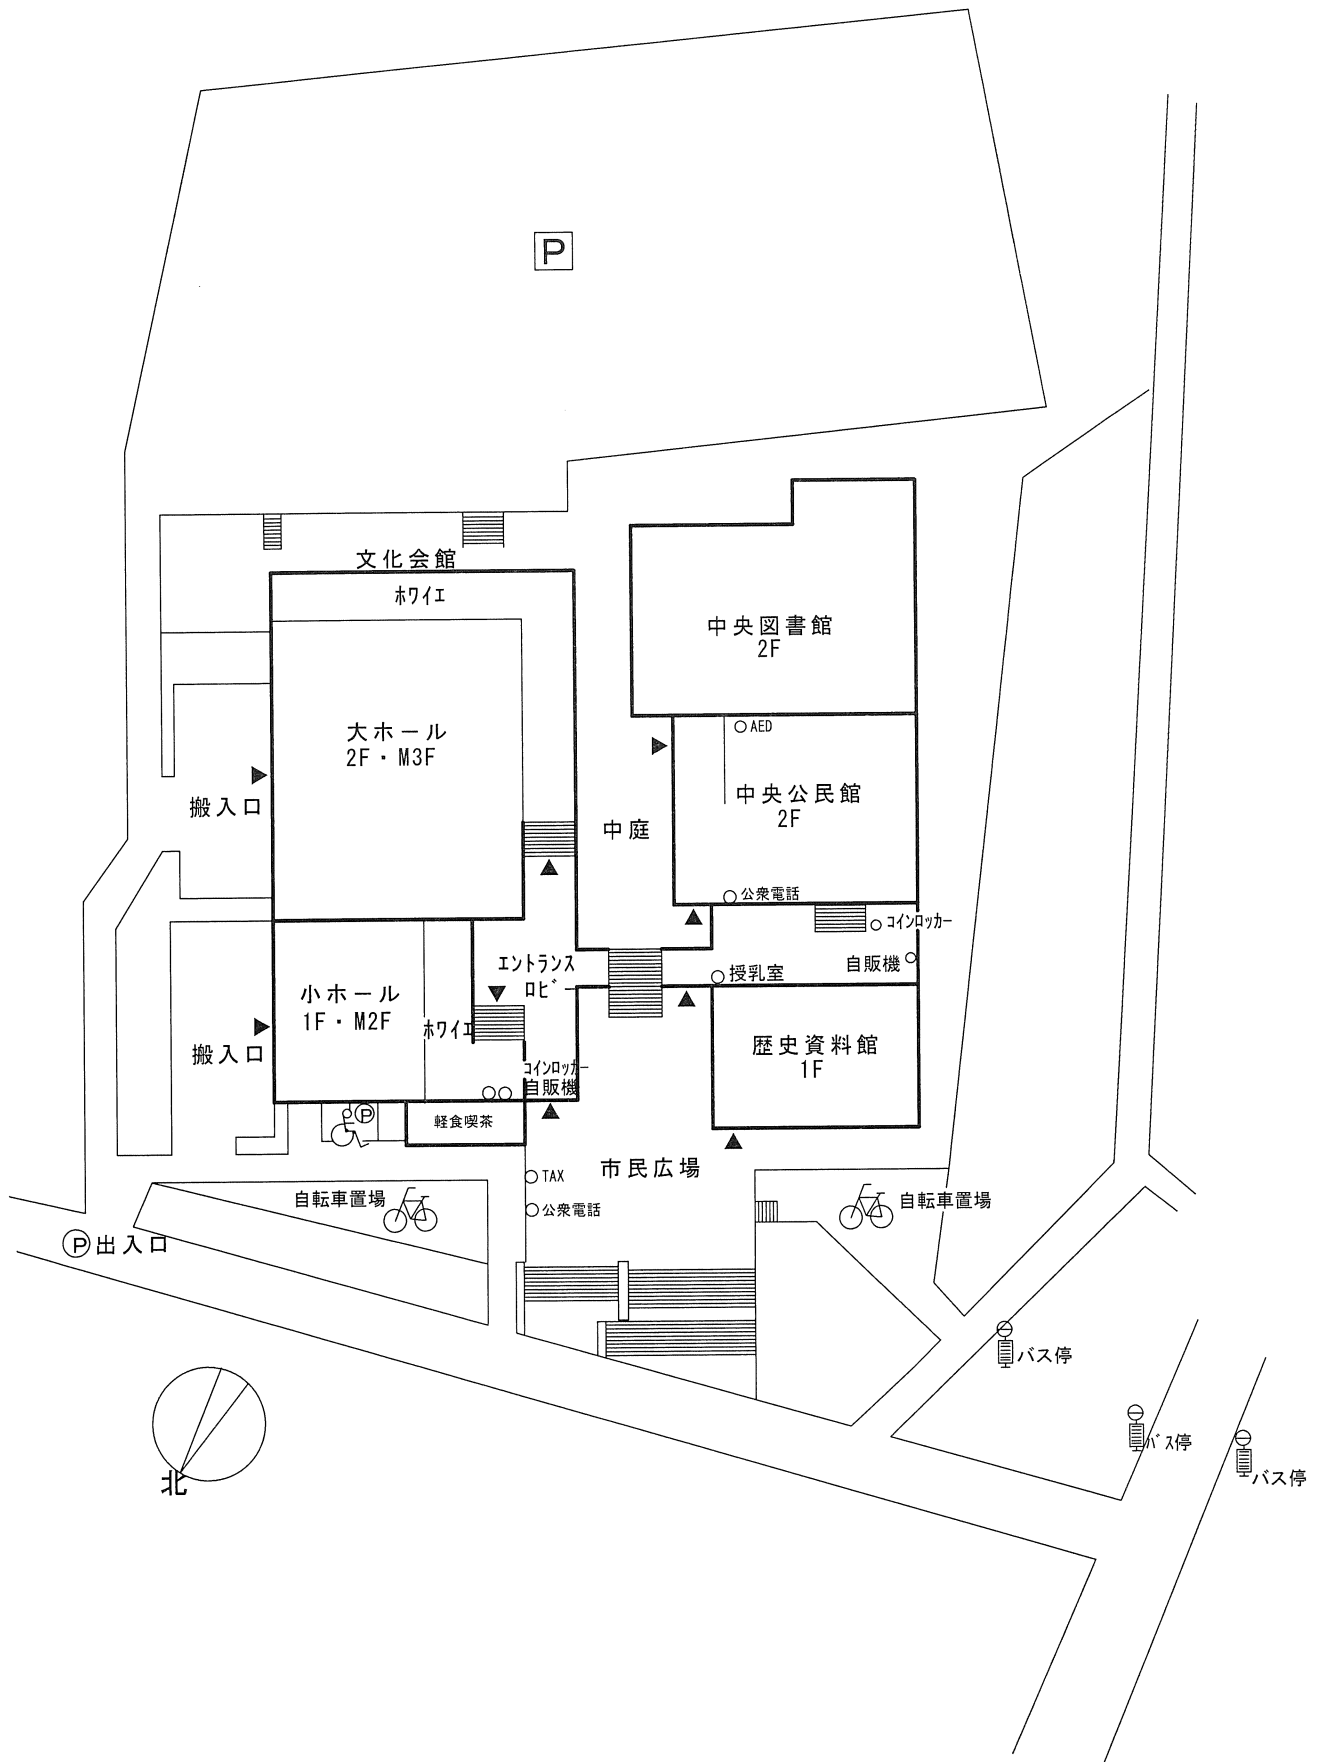 P
文化会館
ホワイエ
中央図書館
2F
AED
大ホール
2F・M3F
搬入口
中央公民館
2F
中庭
公衆電話
コインロッカー
エントランス
ロビー
授乳室
自販機
小ホール
1F・M2F
ホワイエ
搬入口
歴史資料館
1F
コインロッカー
自販機
P
軽食喫茶
市民広場
TAX
公衆電話
自転車置場
自転車置場
P出入口
バス停
バス停
バス停
北